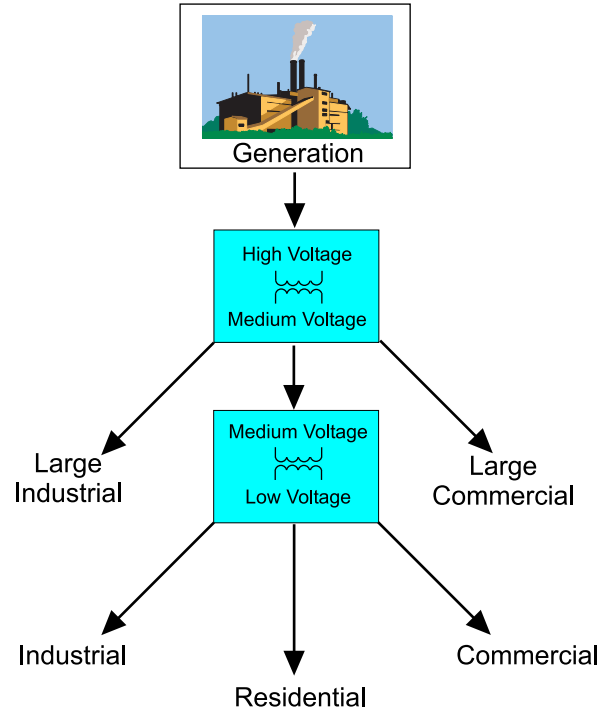 Generation
High Voltage
Medium Voltage
Large
Industrial
Large
Commercial
Medium Voltage
Low Voltage
Industrial
Commercial
Residential